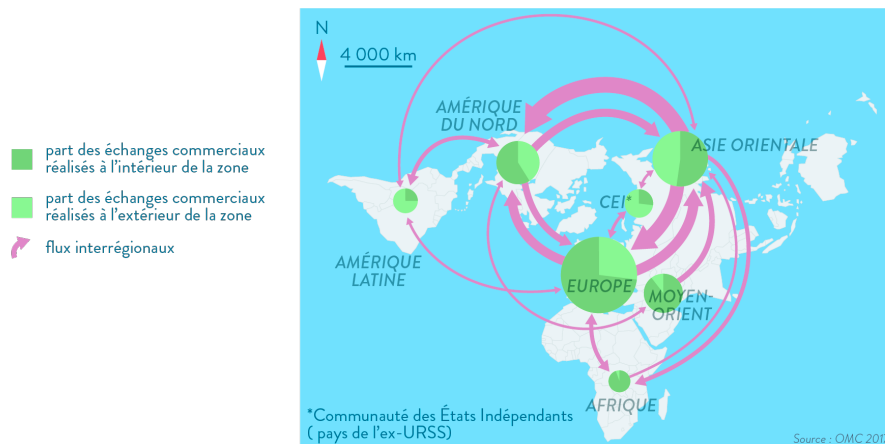 part des échanges commerciaux
réalisés à l'intérieur de la zone
part des échanges commerciaux
réalisés à l'extérieur de la zone
flux interrégionaux
N
4 000 km
AMÉRIQUE
DU NORD
ASIE ORIENTALE
CEI*
AMÉRIQUE
LATINE
EUROPE
MOYEN-
ORIENT
AFRIQUE
*Communauté des États Indépendants
( pays de l'ex-URSS)
Source : OMC